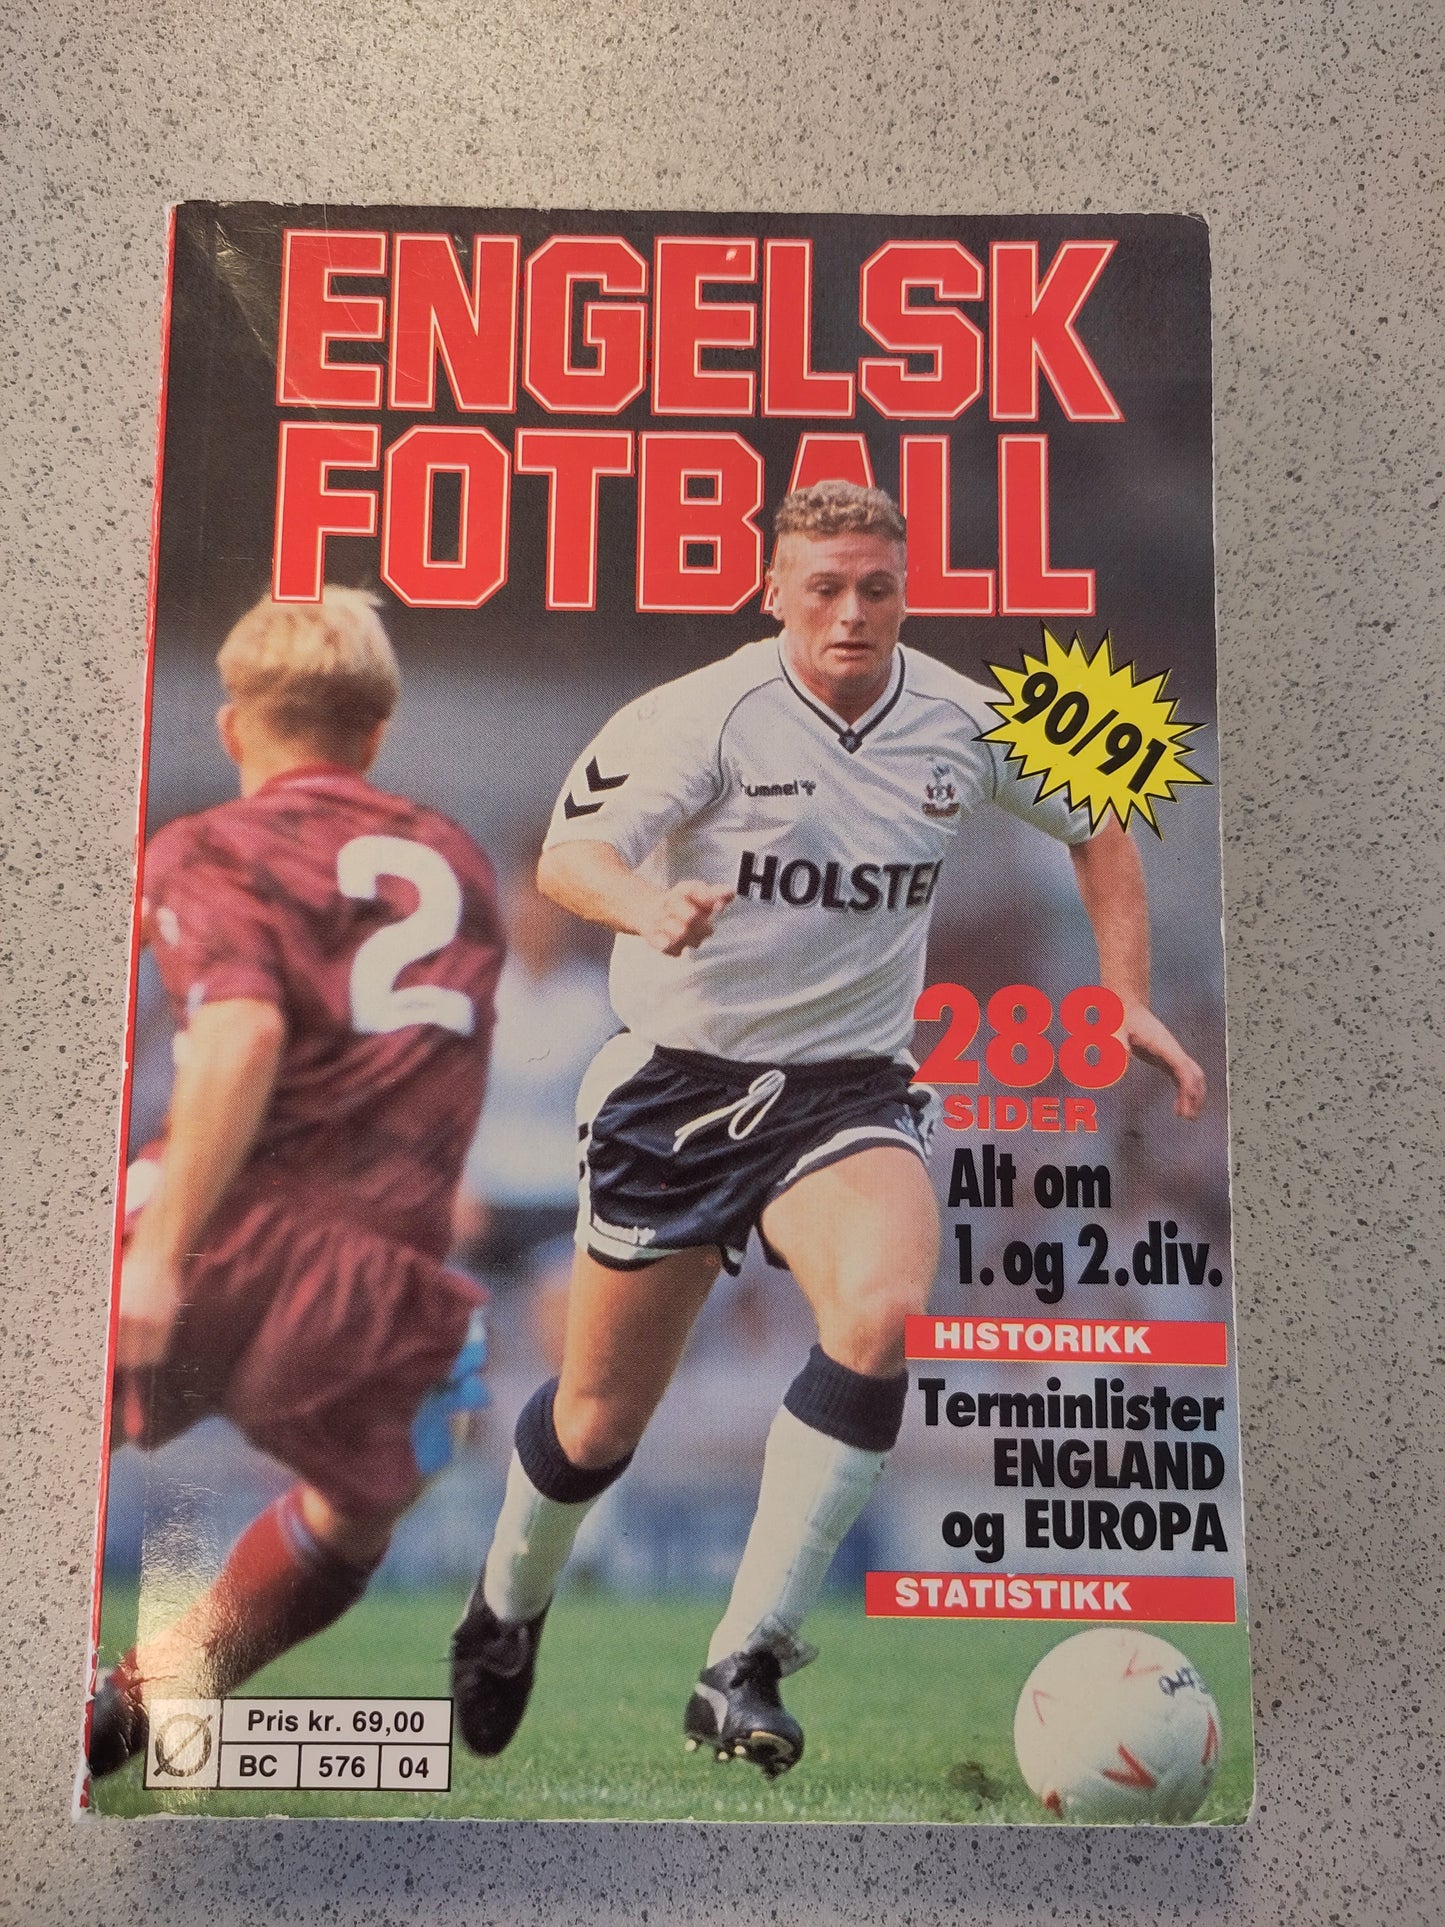 ENGELSK
FOTBALL
90/91
hummel
HOLSTE
2
288
SIDER
Alt om
1. og 2. div.
HISTORIKK
Terminlister
ENGLAND
og EUROPA
STATISTIKK
Pris kr. 69,00
BC 576 04